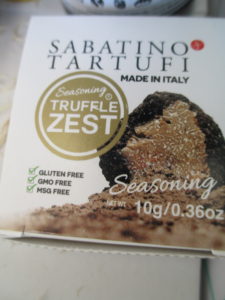 SABATINO
TARTUFI
MADE IN ITALY
Seasoning
TRUFFLE
ZEST
GLUTEN FREE
GMO FREE
MSG FREE
Seasoning
NET WT. 10g/0.36oz